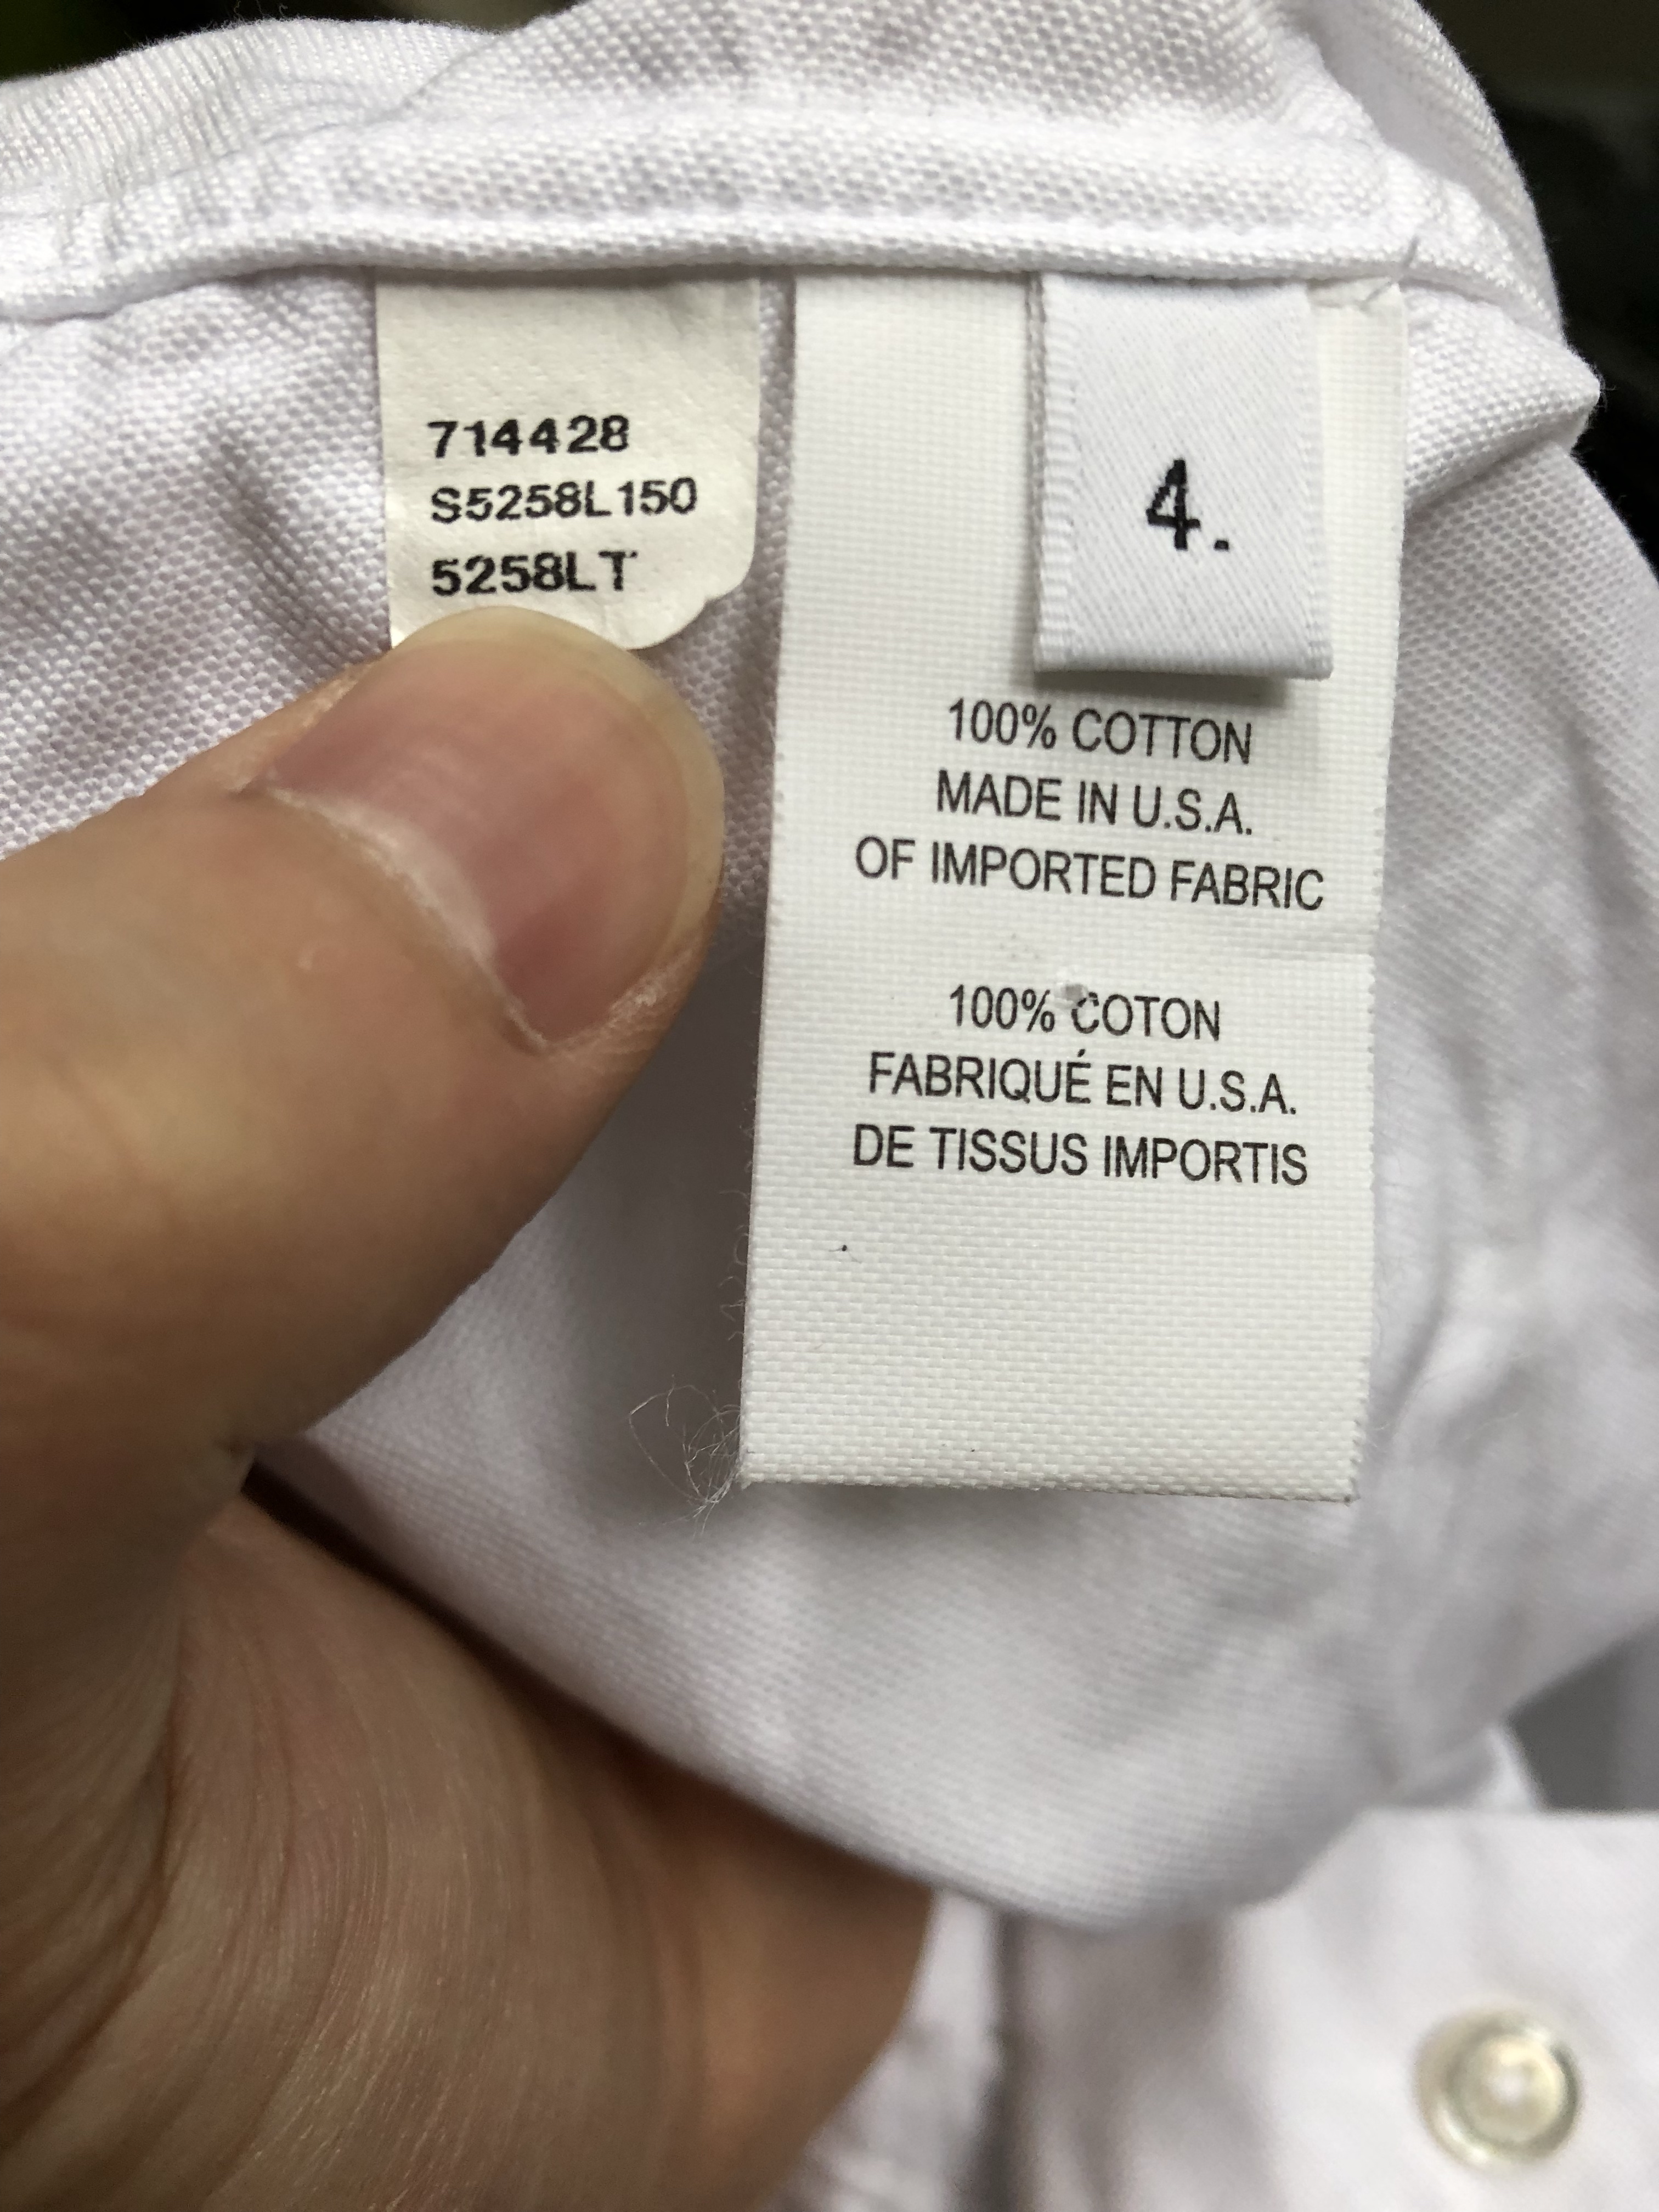 714428
S5258L150
5258LT
4.
100% COTTON
MADE IN U.S.A.
OF IMPORTED FABRIC
100% COTON
FABRIQUÉ EN U.S.A.
DE TISSUS IMPORTIS